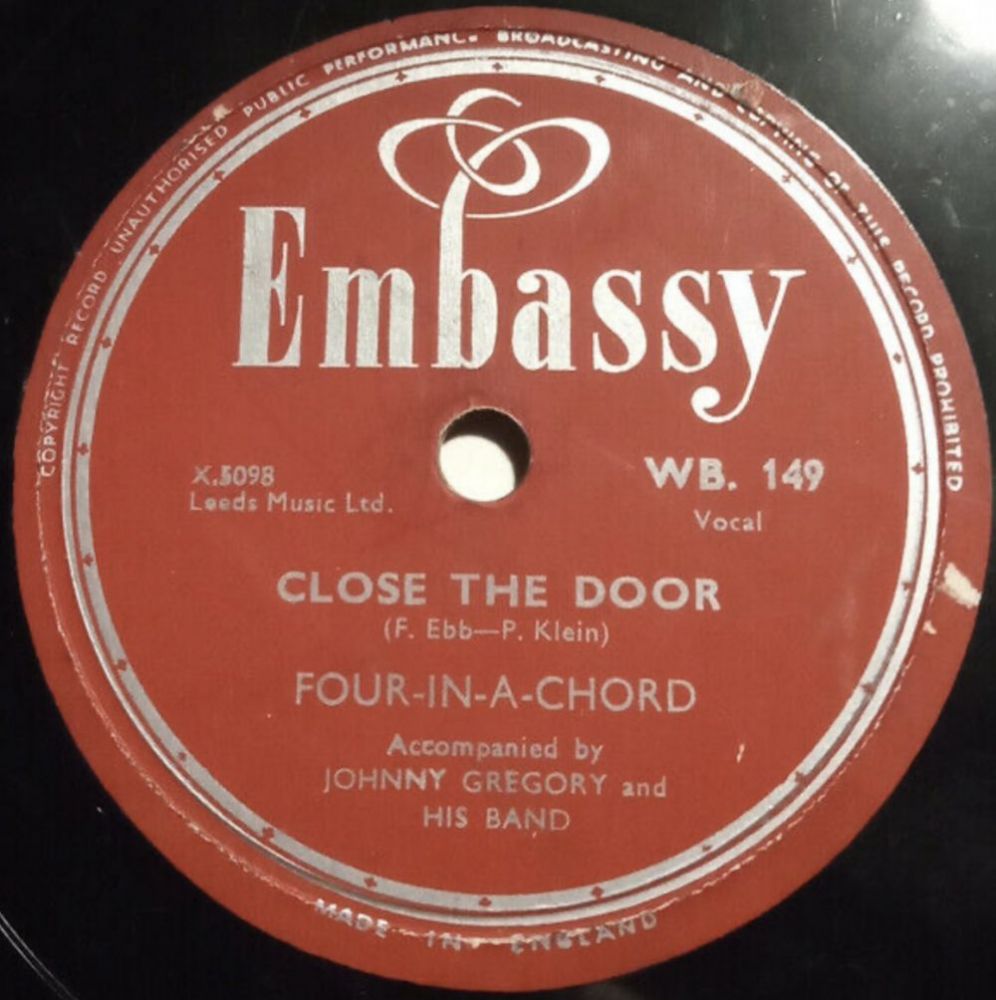 COPYRIGHT RECORD UNAUTHORISED PUBLIC PERFORMANCE BROADCASTING AND COPYING OF THIS RECORD PROHIBITED
Embassy
X.5098
Leeds Music Ltd.
WB. 149
Vocal
CLOSE THE DOOR
(F. Ebb—P. Klein)
FOUR-IN-A-CHORD
Accompanied by
JOHNNY GREGORY and
HIS BAND
MADE IN ENGLAND